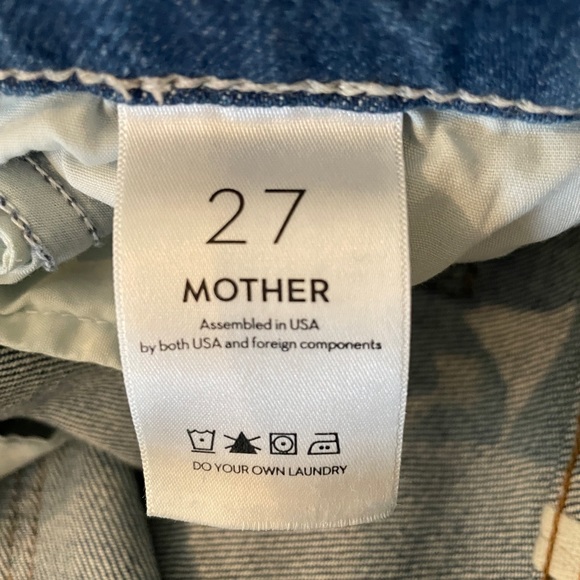 27
MOTHER
Assembled in USA
by both USA and foreign components
DO YOUR OWN LAUNDRY